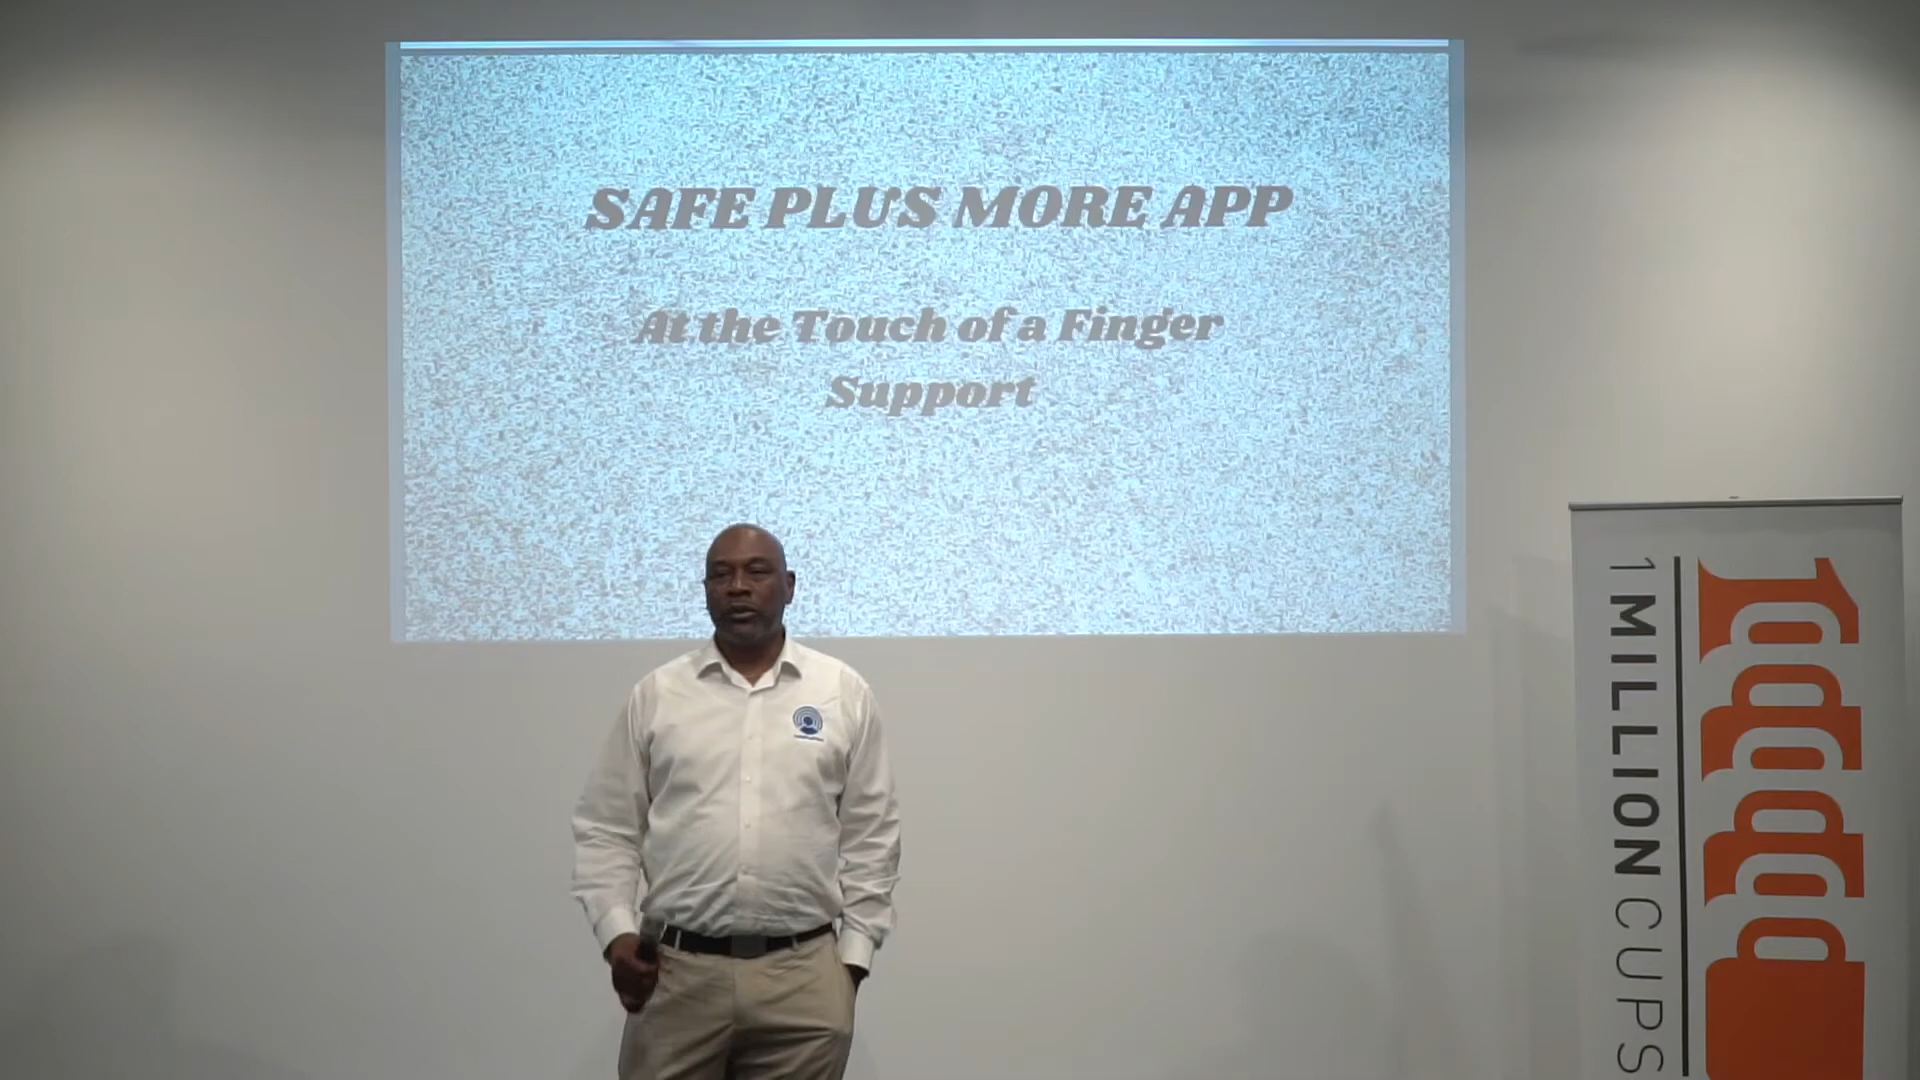 SAFE PLUS MORE APP
At the Touch of a Finger
Support
1 MILLION CUPS